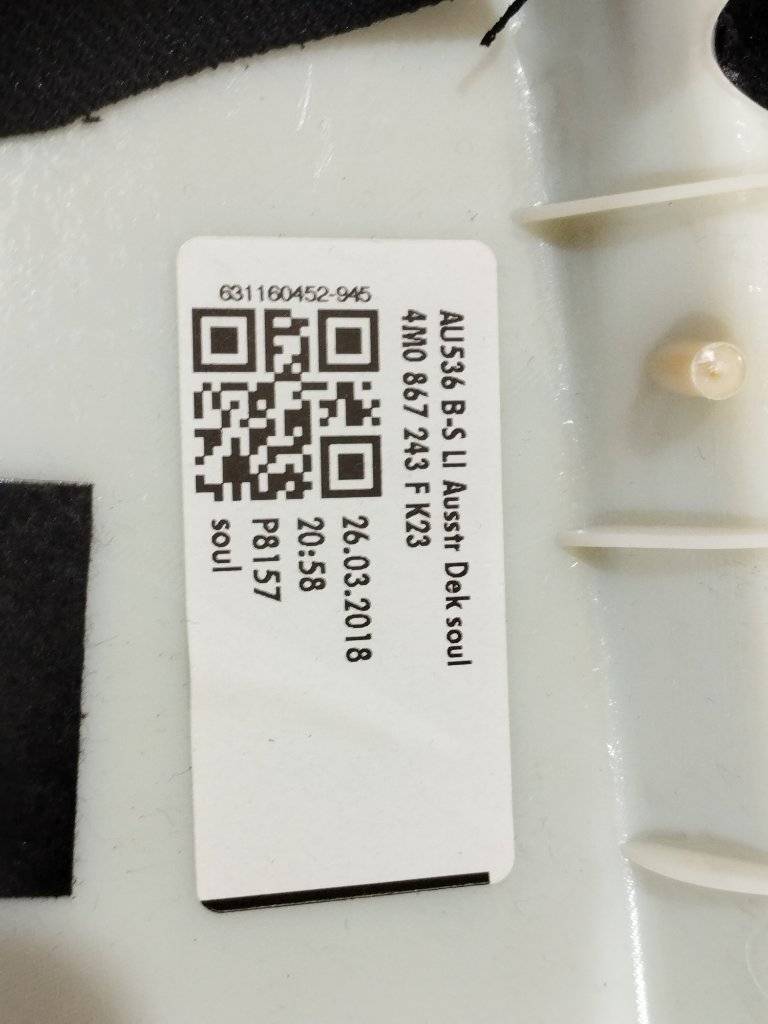 AU536 B-S LI Ausstr Dek soul
4M0 867 243 F K23
631160452-945
26.03.2018
20:58
P8157
soul